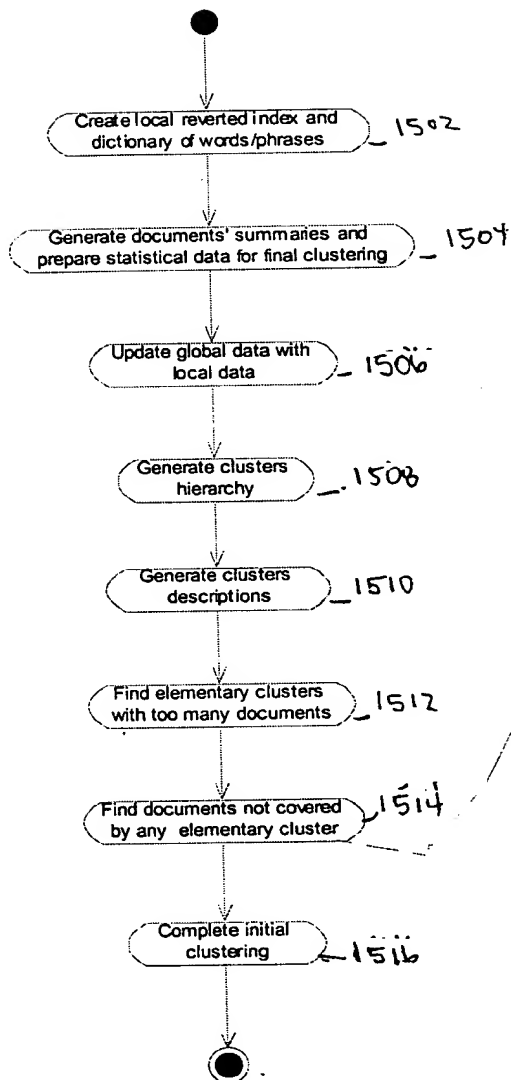 Create local reverted index and
dictionary of words/phrases
1502
Generate documents' summaries and
prepare statistical data for final clustering
1504
Update global data with
local data
1506
Generate clusters
hierarchy
1508
Generate clusters
descriptions
1510
Find elementary clusters
with too many documents
1512
Find documents not covered
by any elementary cluster
1514
Complete initial
clustering
1516